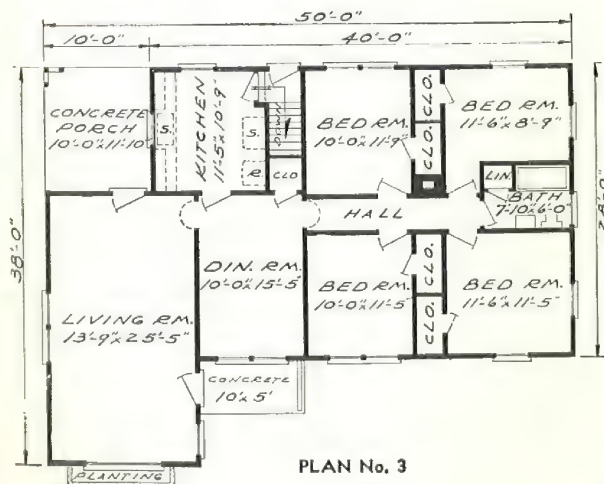 50'-0"
10'-0"
40'-0"
38'-0"
CONCRETE
PORCH
10'-0"x11'-10"
S.
KITCHEN
11'-5"x10'-9"
S.
R.
DOWN
CLO
BED RM.
10'-0"x11'-9"
CLO.
CLO.
BED RM.
11'-6"x8'-9"
LIN.
BATH
7'-10"x6'-0"
28'-0"
HALL
DIN. RM.
10'-0"x15'-5"
BED RM.
10'-0"x11'-5"
CLO.
CLO.
BED RM.
11'-6"x11'-5"
LIVING RM.
13'-9"x25'-5"
CONCRETE
10'x5'
PLANTING
PLAN No. 3